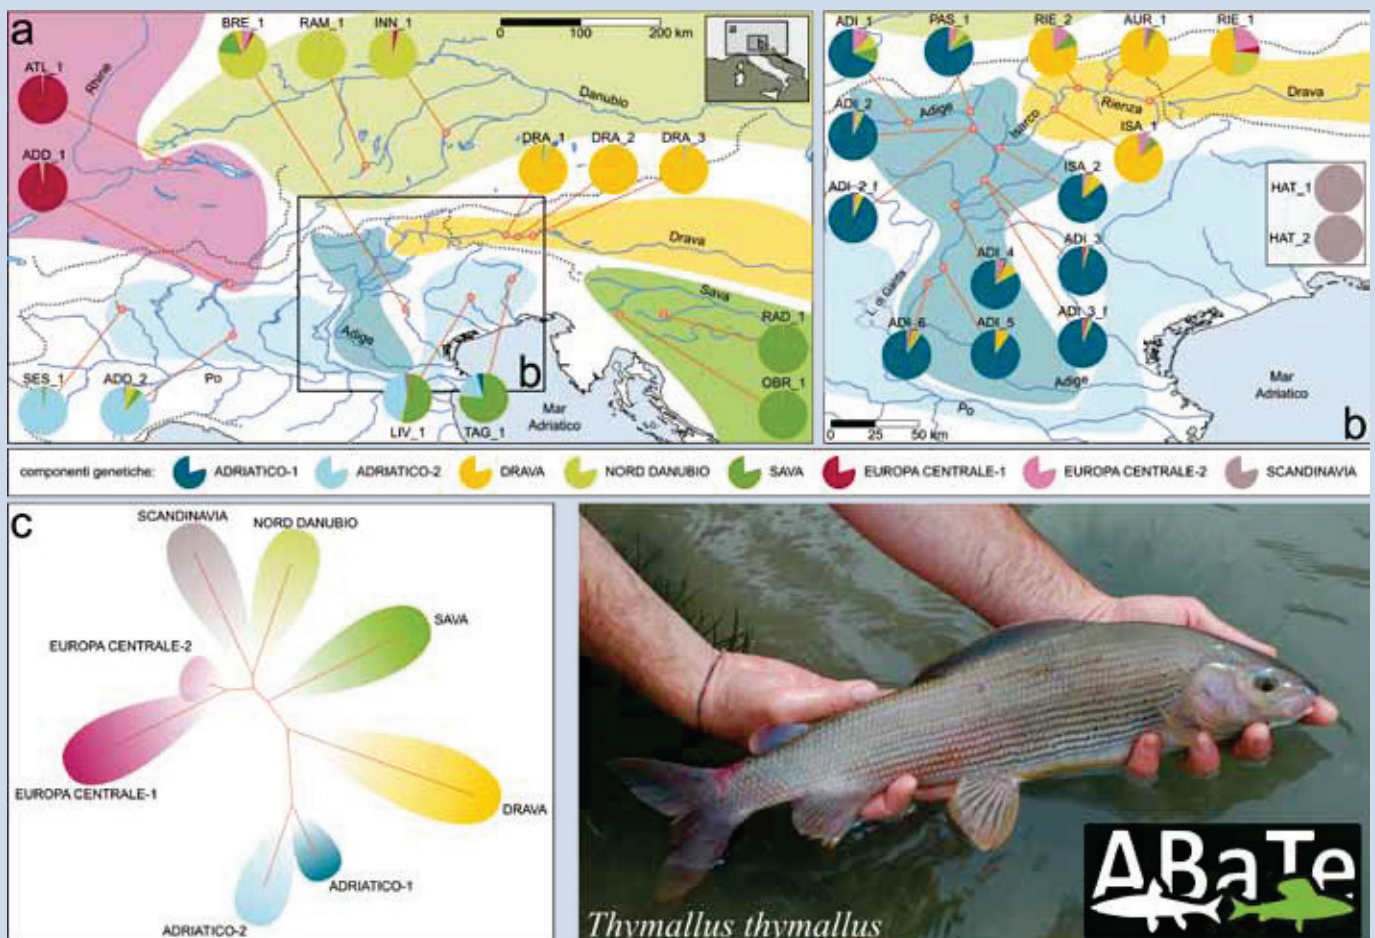 a
BRE_1
RAM_1
INN_1
0 100 200 km
a
b
ATL_1
Rhine
Danubio
ADD_1
DRA_1
DRA_2
DRA_3
Drava
Sava
RAD_1
Adige
SES_1
ADD_2
Po
b
OBR_1
LIV_1
TAG_1
Mar
Adriatico
ADI_1
PAS_1
RIE_2
AUR_1
RIE_1
Adige
Isarco
Rienza
Drava
ADI_2
ISA_1
ISA_2
HAT_1
ADI_2_f
HAT_2
ADI_4
ADI_3
L. di Garda
ADI_6
ADI_5
ADI_3_f
Adige
Po
Mar
Adriatico
0 25 50 km
b
componenti genetiche:
ADRIATICO-1
ADRIATICO-2
DRAVA
NORD DANUBIO
SAVA
EUROPA CENTRALE-1
EUROPA CENTRALE-2
SCANDINAVIA
c
SCANDINAVIA
NORD DANUBIO
SAVA
EUROPA CENTRALE-2
EUROPA CENTRALE-1
DRAVA
ADRIATICO-1
ADRIATICO-2
Thymallus thymallus
ABaTe